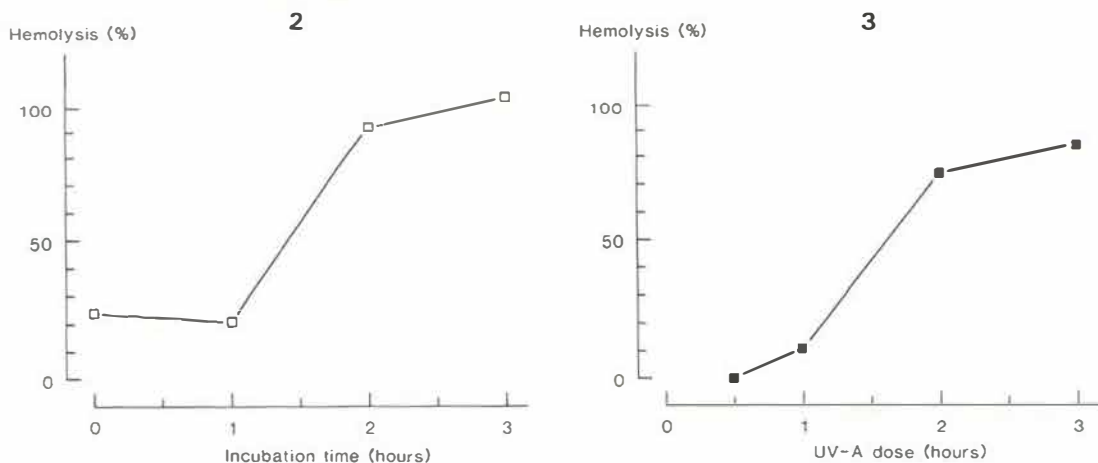 2
Hemolysis (%)
100
50
0
0 1 2 3
Incubation time (hours)
3
Hemolysis (%)
100
50
0
0 1 2 3
UV-A dose (hours)